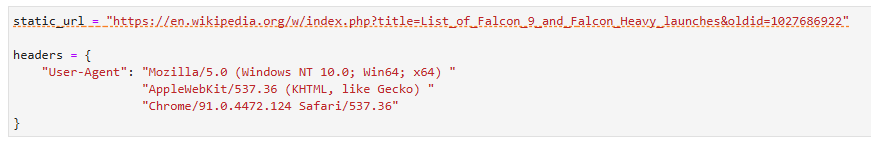 static_url = "https://en.wikipedia.org/w/index.php?title=List_of_Falcon_9_and_Falcon_Heavy_launches&oldid=1027686922"
headers = {
    "User-Agent": "Mozilla/5.0 (Windows NT 10.0; Win64; x64) "
                  "AppleWebKit/537.36 (KHTML, like Gecko) "
                  "Chrome/91.0.4472.124 Safari/537.36"
}